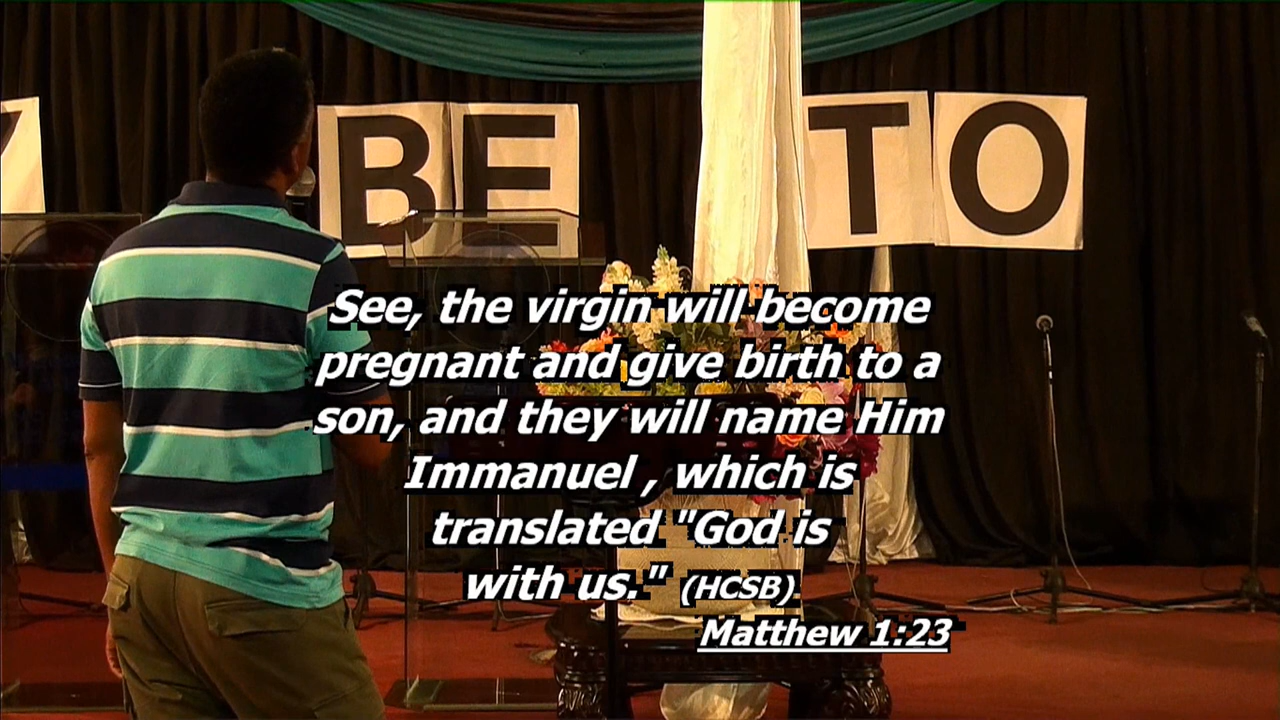 Y BE TO
See, the virgin will become
pregnant and give birth to a
son, and they will name Him
Immanuel , which is
translated "God is
with us." (HCSB)
Matthew 1:23